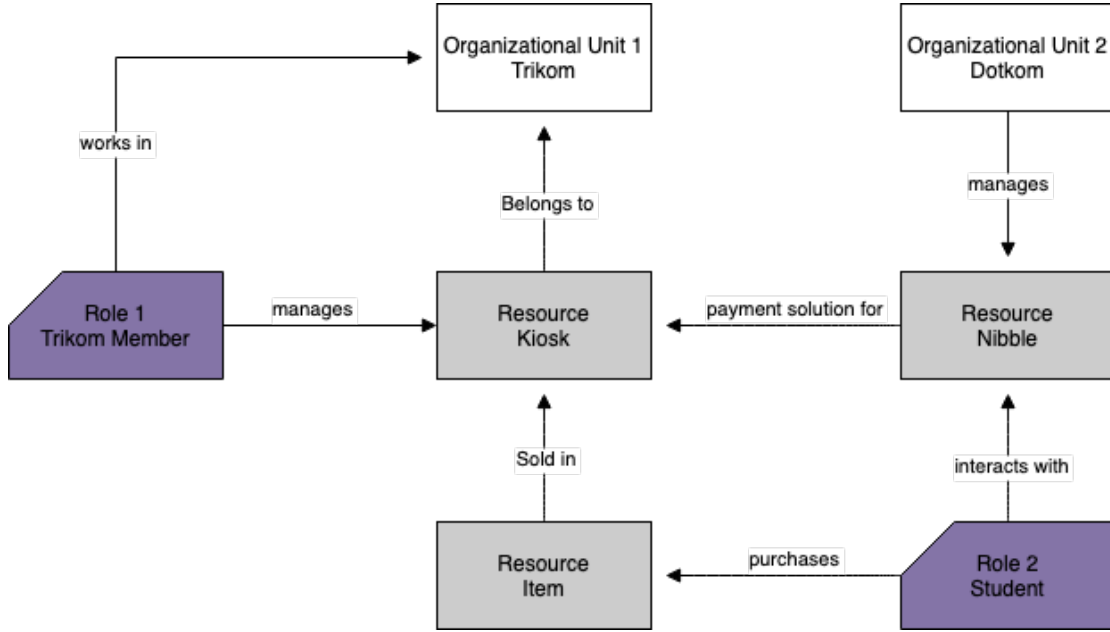 Organizational Unit 1
Trikom
Organizational Unit 2
Dotkom
works in
Belongs to
manages
Role 1
Trikom Member
manages
Resource
Kiosk
payment solution for
Resource
Nibble
Sold in
interacts with
Resource
Item
purchases
Role 2
Student